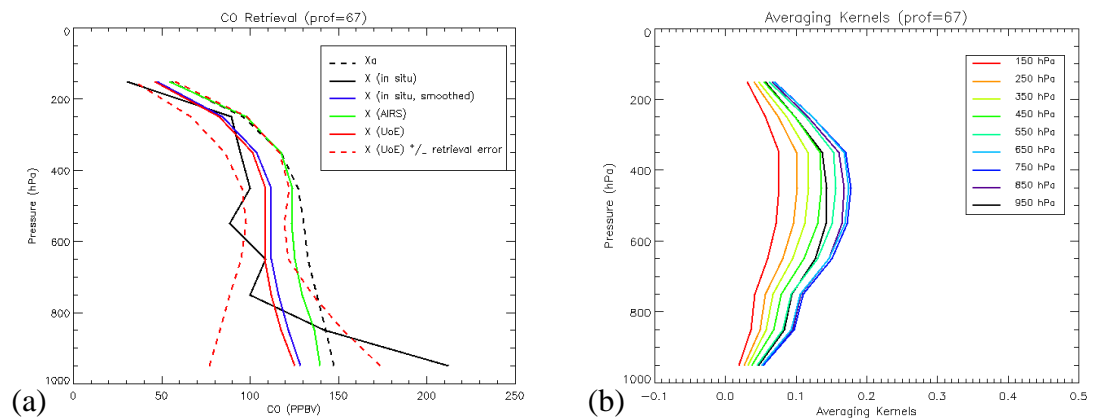 CO Retrieval (prof=67)
0
200
400
600
800
1000
Pressure (hPa)
0
50
100
150
200
250
CO (PPBV)
Xa
X (in situ)
X (in situ, smoothed)
X (AIRS)
X (UoE)
X (UoE) +/_ retrieval error
(a)
Averaging Kernels (prof=67)
0
200
400
600
800
1000
Pressure (hPa)
-0.1
0.0
0.1
0.2
0.3
0.4
0.5
Averaging Kernels
150 hPa
250 hPa
350 hPa
450 hPa
550 hPa
650 hPa
750 hPa
850 hPa
950 hPa
(b)